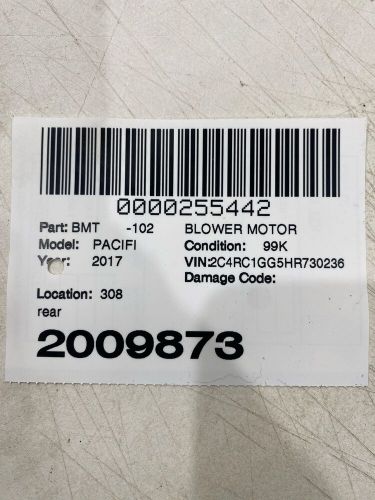 0000255442
Part: BMT -102 BLOWER MOTOR
Model: PACIFI Condition: 99K
Year: 2017 VIN:2C4RC1GG5HR730236
Damage Code:
Location: 308
rear
2009873